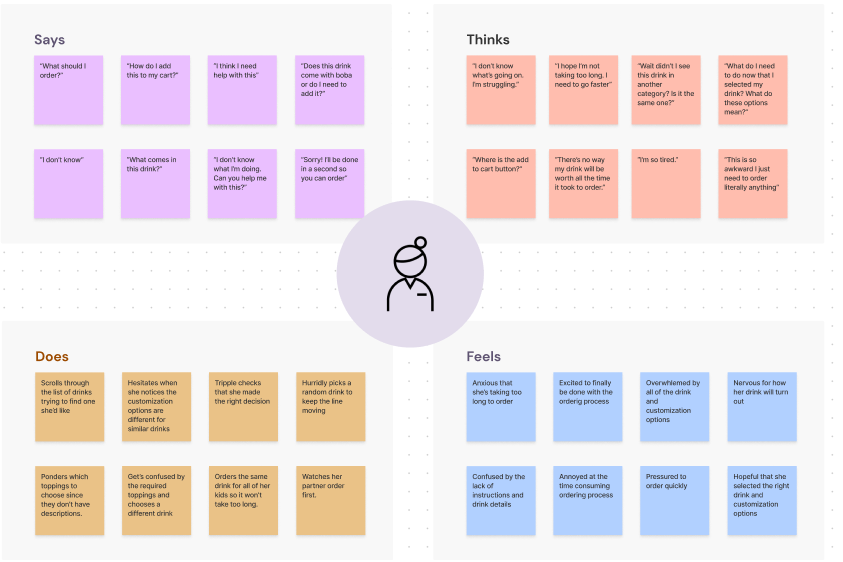 Says
"What should I
order?"
"How do I add
this to my cart?"
"I think I need
help with this"
"Does this drink
come with boba
or do I need to
add it?"
"I don't know"
"What comes in
this drink?"
"I don't know
what I'm doing.
Can you help me
with this?"
"Sorry! I'll be done
in a second so
you can order"
Thinks
"I don't know
what's going on.
I'm struggling."
"I hope I'm not
taking too long. I
need to go faster"
"Wait didn't I see
this drink in
another
category? Is it the
same one?"
"What do I need
to do now that I
selected my
drink? What do
these options
mean?"
"Where is the add
to cart button?"
"There's no way
my drink will be
worth all the time
it took to order."
"I'm so tired."
"This is so
awkward I just
need to order
literally anything"
Does
Scrolls through
the list of drinks
trying to find one
she'd like
Hesitates when
she notices the
customization
options are
different for
similar drinks
Tripple checks
that she made
the right decision
Hurridly picks a
random drink to
keep the line
moving
Ponders which
toppings to
choose since
they don't have
descriptions.
Get's confused by
the required
toppings and
chooses a
different drink
Orders the same
drink for all of her
kids so it won't
take too long.
Watches her
partner order
first.
Feels
Anxious that
she's taking too
long to order
Excited to finally
be done with the
orderig process
Overwhlemed by
all of the drink
and
customization
options
Nervous for how
her drink will turn
out
Confused by the
lack of
instructions and
drink details
Annoyed at the
time consuming
ordering process
Pressured to
order quickly
Hopeful that she
selected the right
drink and
customization
options